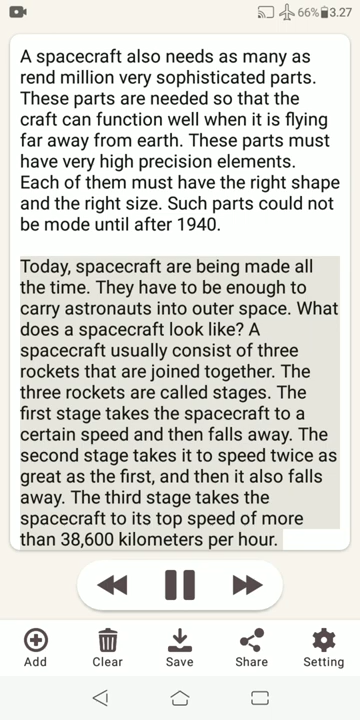 66% 3.27
A spacecraft also needs as many as
rend million very sophisticated parts.
These parts are needed so that the
craft can function well when it is flying
far away from earth. These parts must
have very high precision elements.
Each of them must have the right shape
and the right size. Such parts could not
be mode until after 1940.
Today, spacecraft are being made all
the time. They have to be enough to
carry astronauts into outer space. What
does a spacecraft look like? A
spacecraft usually consist of three
rockets that are joined together. The
three rockets are called stages. The
first stage takes the spacecraft to a
certain speed and then falls away. The
second stage takes it to speed twice as
great as the first, and then it also falls
away. The third stage takes the
spacecraft to its top speed of more
than 38,600 kilometers per hour.
Add Clear Save Share Setting